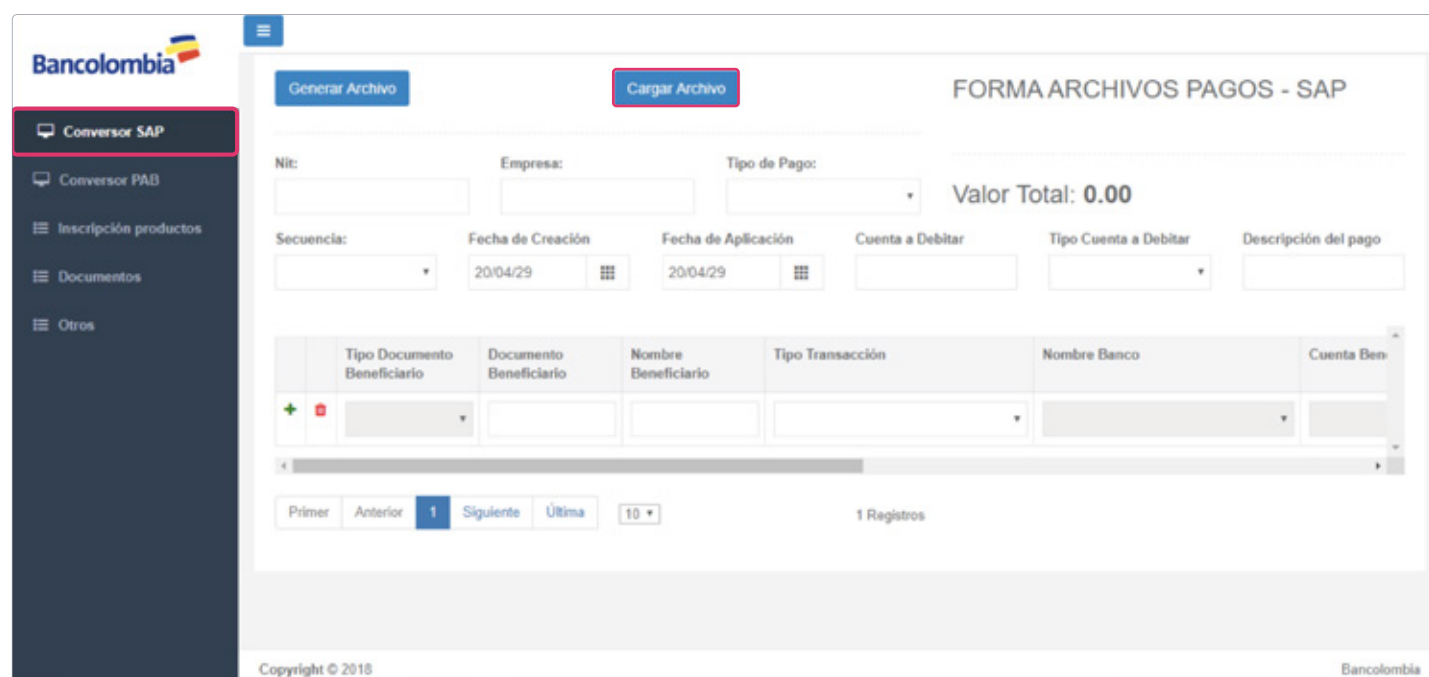 Bancolombia
Conversor SAP
Conversor PAB
Inscripción productos
Documentos
Otros
Generar Archivo
Cargar Archivo
FORMA ARCHIVOS PAGOS - SAP
Nit:
Empresa:
Tipo de Pago:
Valor Total: 0.00
Secuencia:
Fecha de Creación
Fecha de Aplicación
Cuenta a Debitar
Tipo Cuenta a Debitar
Descripción del pago
20/04/29
20/04/29
Tipo Documento
Beneficiario
Documento
Beneficiario
Nombre
Beneficiario
Tipo Transacción
Nombre Banco
Cuenta Ben
Primer Anterior 1 Siguiente Última 10 1 Registros
Copyright © 2018 Bancolombia